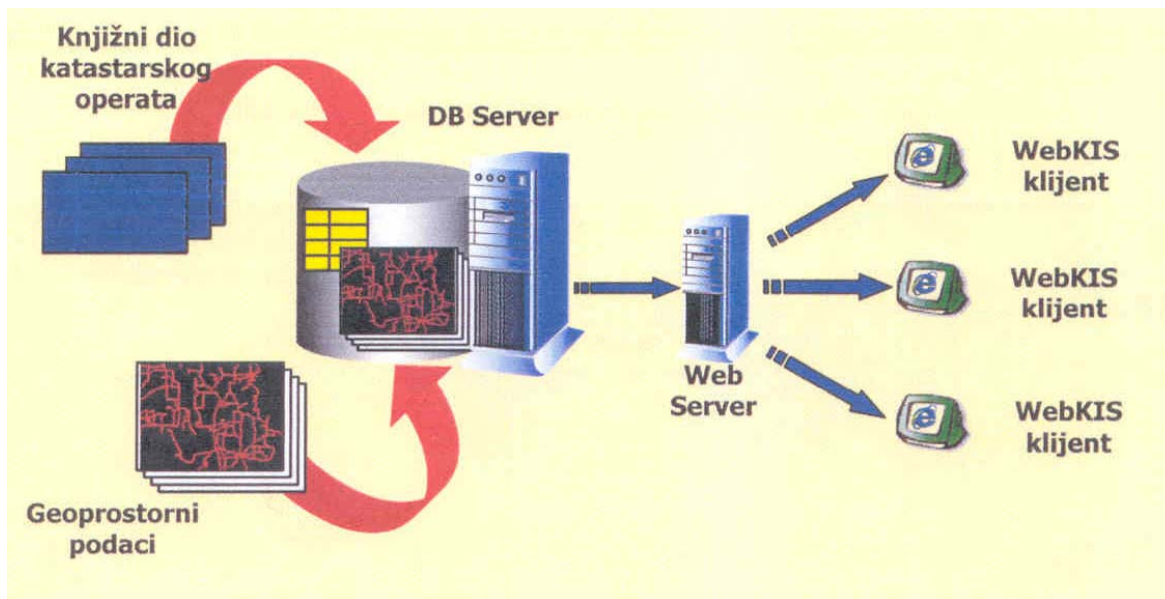 Knjižni dio
katastarskog
operata
DB Server
WebKIS
klijent
WebKIS
klijent
Web
Server
WebKIS
klijent
Geoprostorni
podaci